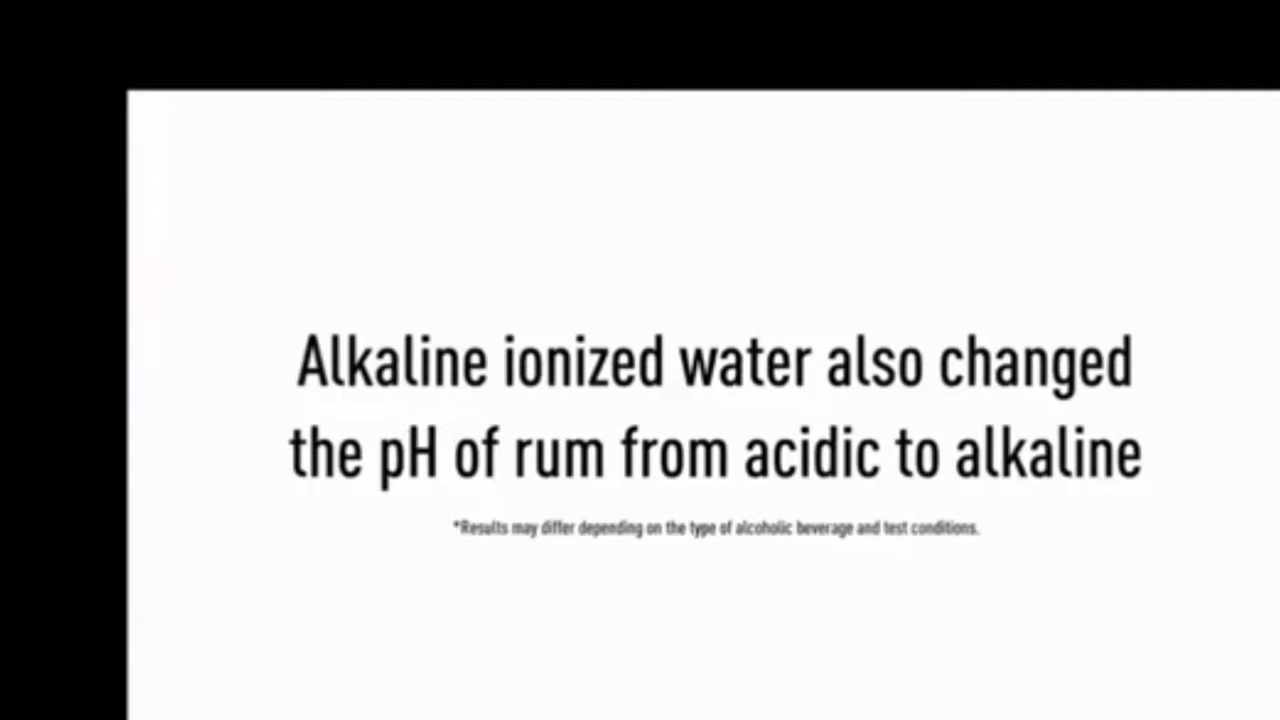 Alkaline ionized water also changed
the pH of rum from acidic to alkaline
*Results may differ depending on the type of alcoholic beverage and test conditions.